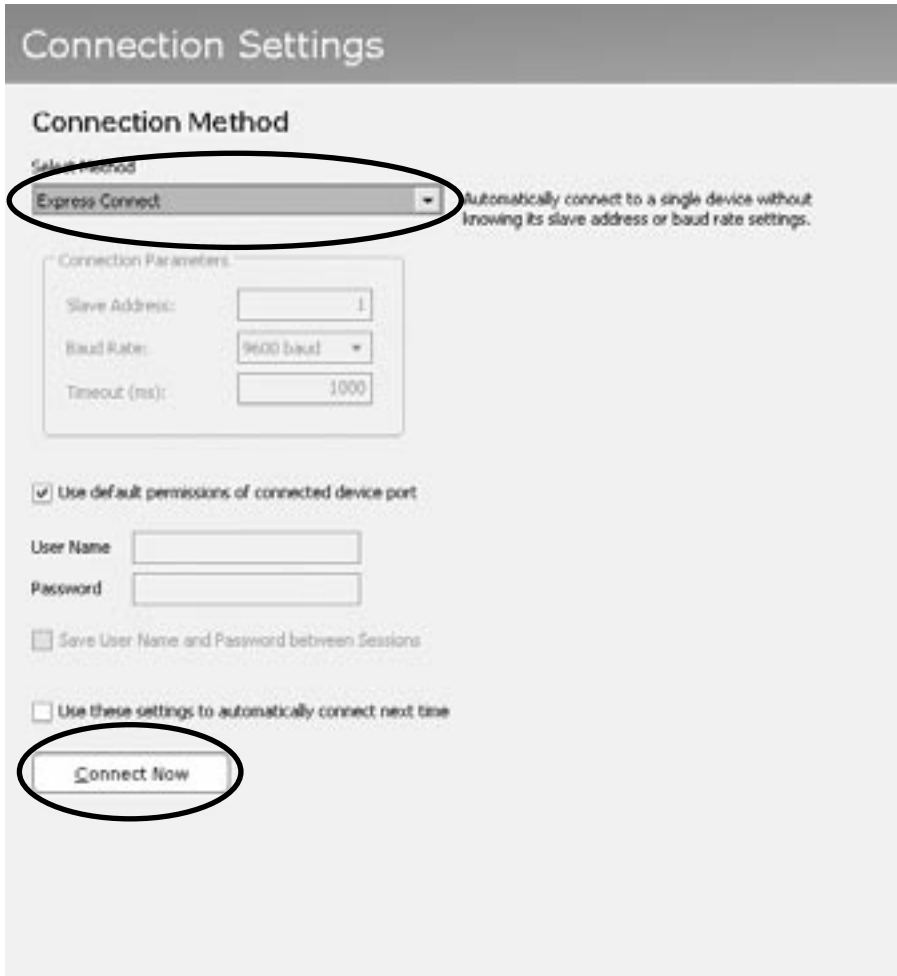 Connection Settings
Connection Method
Select Method
Express Connect
Automatically connect to a single device without
knowing its slave address or baud rate settings.
Connection Parameters
Slave Address:
1
Baud Rate:
9600 baud
Timeout (ms):
1000
Use default permissions of connected device port
User Name
Password
Save User Name and Password between Sessions
Use these settings to automatically connect next time
Connect Now